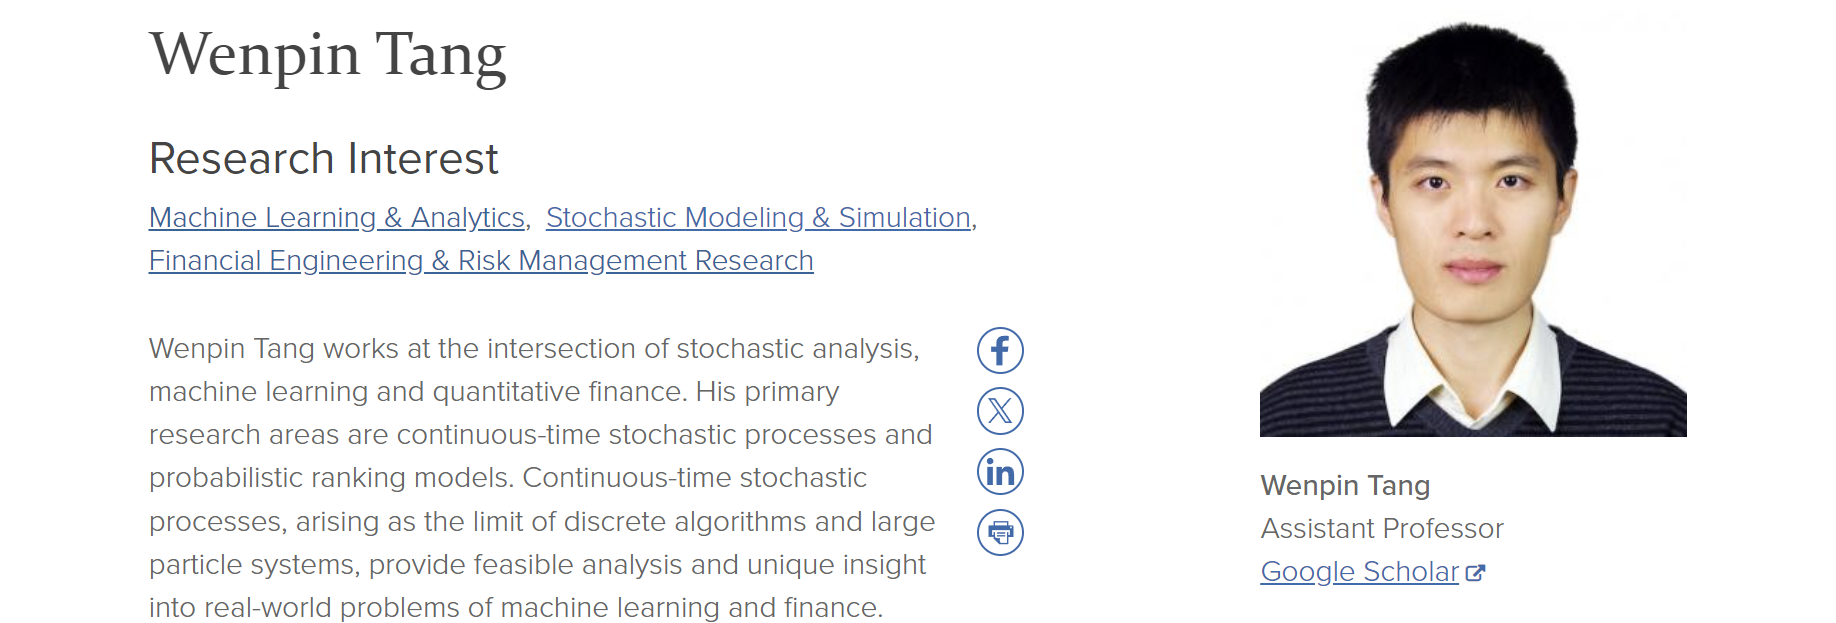 Wenpin Tang
Research Interest
Machine Learning & Analytics, Stochastic Modeling & Simulation,
Financial Engineering & Risk Management Research
Wenpin Tang works at the intersection of stochastic analysis,
machine learning and quantitative finance. His primary
research areas are continuous-time stochastic processes and
probabilistic ranking models. Continuous-time stochastic
processes, arising as the limit of discrete algorithms and large
particle systems, provide feasible analysis and unique insight
into real-world problems of machine learning and finance.
Wenpin Tang
Assistant Professor
Google Scholar